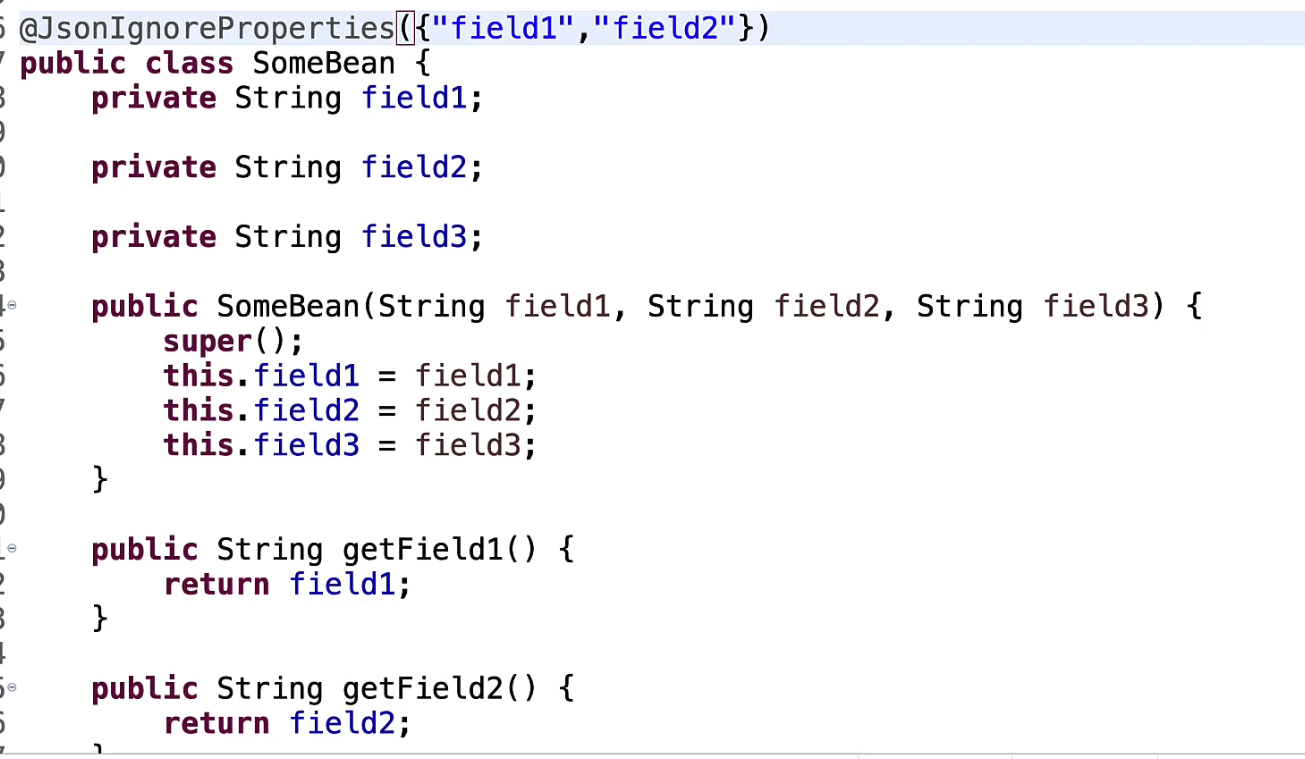 @JsonIgnoreProperties({"field1","field2"})
public class SomeBean {
    private String field1;
    private String field2;
    private String field3;
    public SomeBean(String field1, String field2, String field3) {
        super();
        this.field1 = field1;
        this.field2 = field2;
        this.field3 = field3;
    }
    public String getField1() {
        return field1;
    }
    public String getField2() {
        return field2;
    }